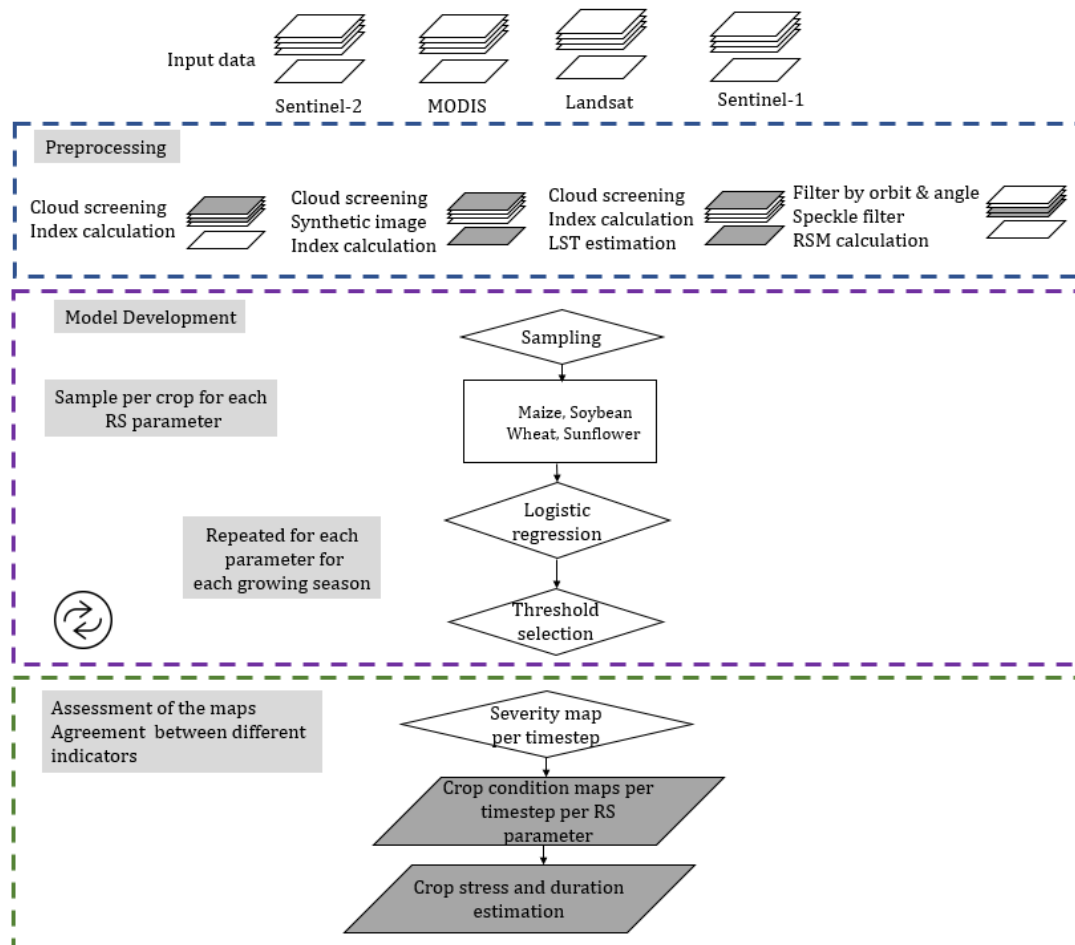 Input data
Sentinel-2
MODIS
Landsat
Sentinel-1
Preprocessing
Cloud screening
Index calculation
Cloud screening
Synthetic image
Index calculation
Cloud screening
Index calculation
LST estimation
Filter by orbit & angle
Speckle filter
RSM calculation
Model Development
Sampling
Sample per crop for each
RS parameter
Maize, Soybean
Wheat, Sunflower
Logistic
regression
Repeated for each
parameter for
each growing season
Threshold
selection
Assessment of the maps
Agreement between different
indicators
Severity map
per timestep
Crop condition maps per
timestep per RS
parameter
Crop stress and duration
estimation